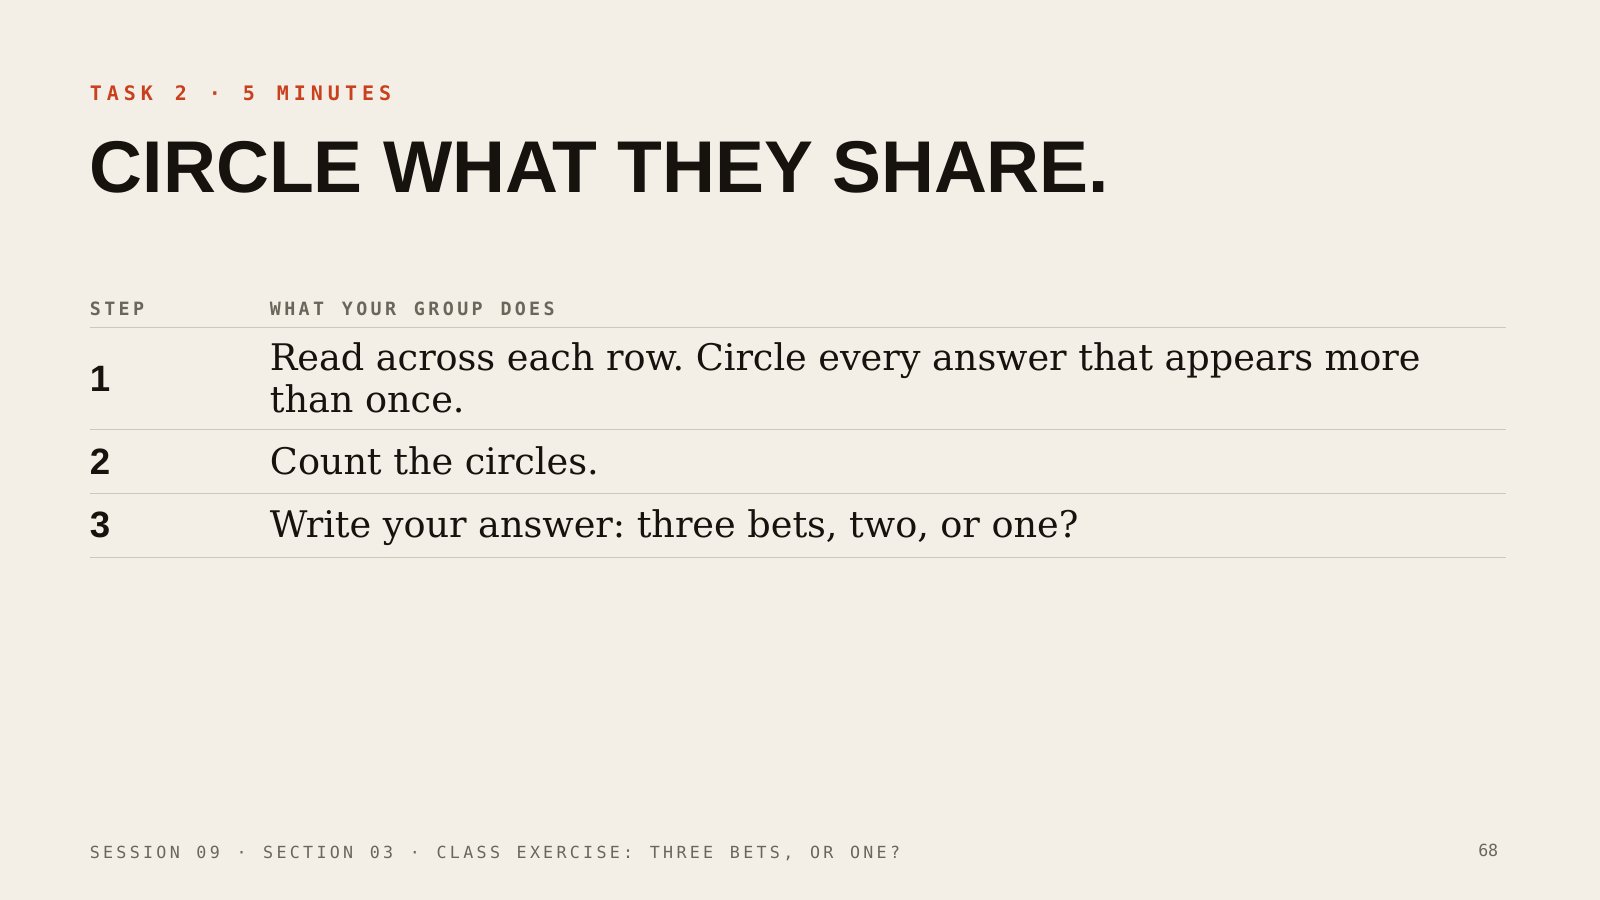 TASK 2 · 5 MINUTES
CIRCLE WHAT THEY SHARE.
STEP WHAT YOUR GROUP DOES
1 Read across each row. Circle every answer that appears more
than once.
2 Count the circles.
3 Write your answer: three bets, two, or one?
SESSION 09 · SECTION 03 · CLASS EXERCISE: THREE BETS, OR ONE? 68